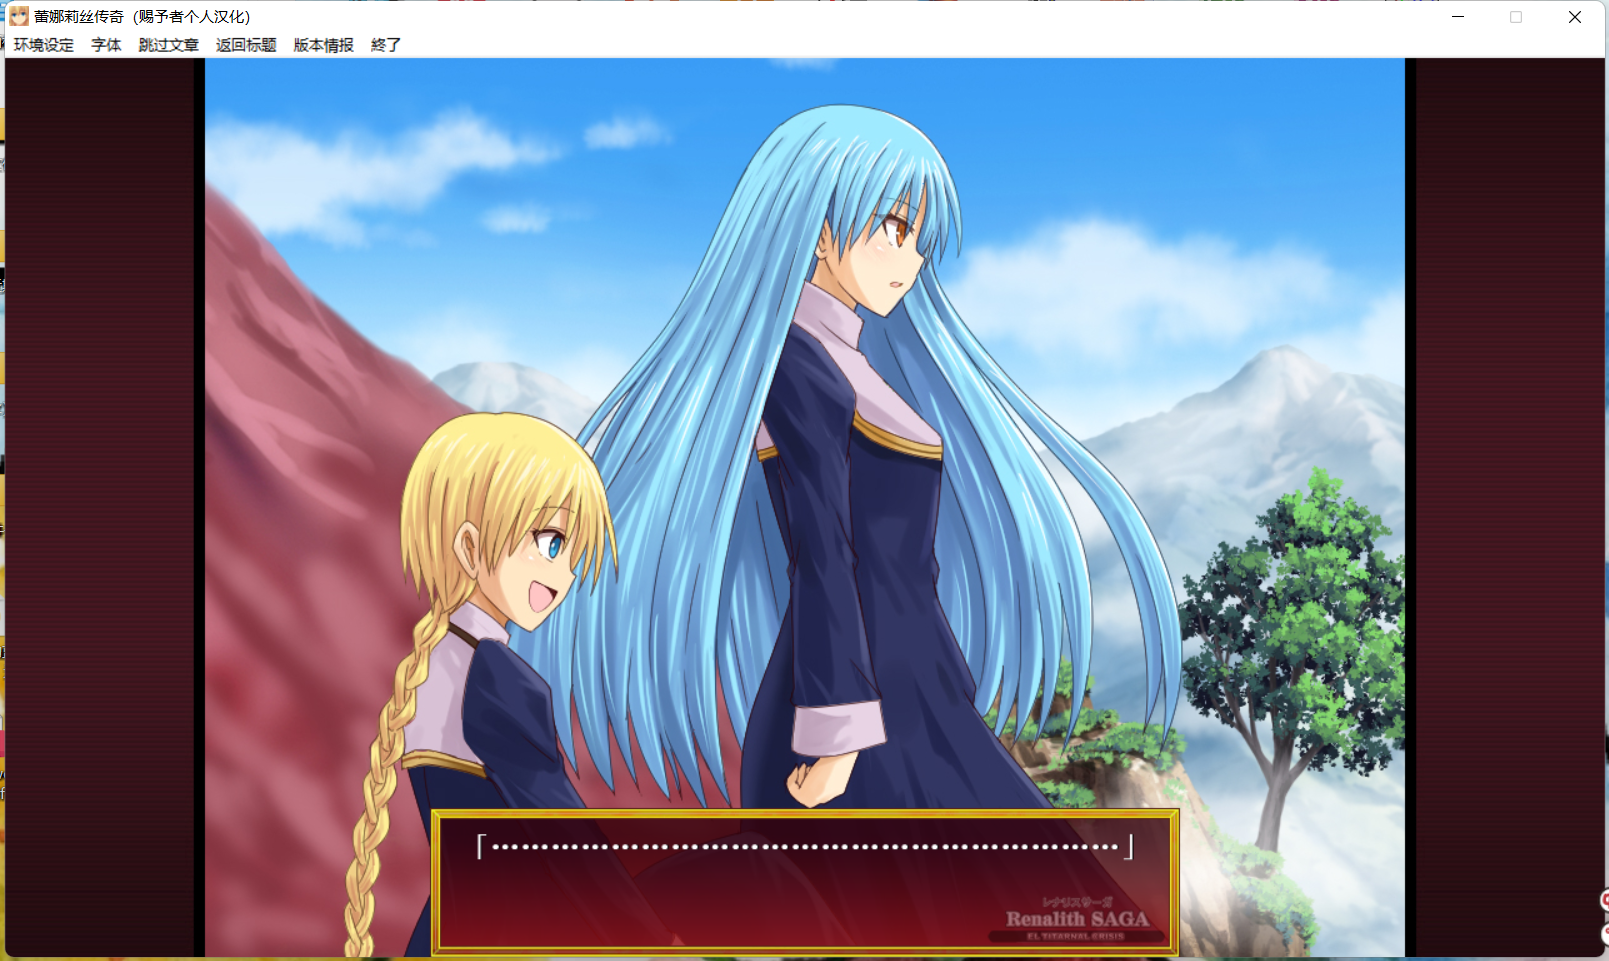 蕾娜莉丝传奇 (赐予者个人汉化)
环境设定 字体 跳过文章 返回标题 版本情报 終了
「…………………………………………………………」
レナリスサーガ
Renalith SAGA